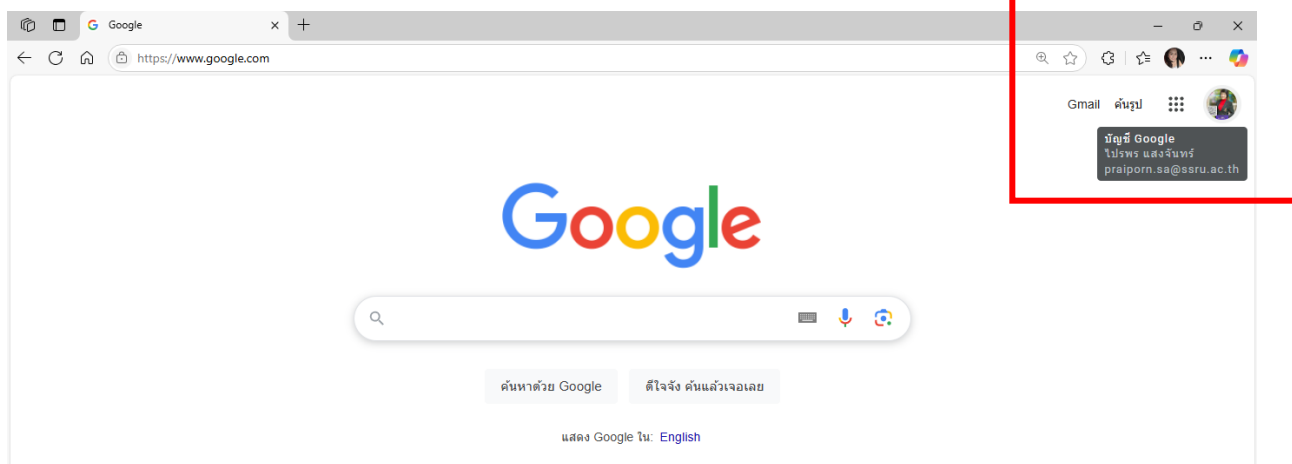 Google
https://www.google.com
Gmail ค้นรูป
บัญชี Google
ไปรพร แสงจันทร์
praiporn.sa@ssru.ac.th
Google
ค้นหาด้วย Google ดีใจจัง ค้นแล้วเจอเลย
แสดง Google ใน: English